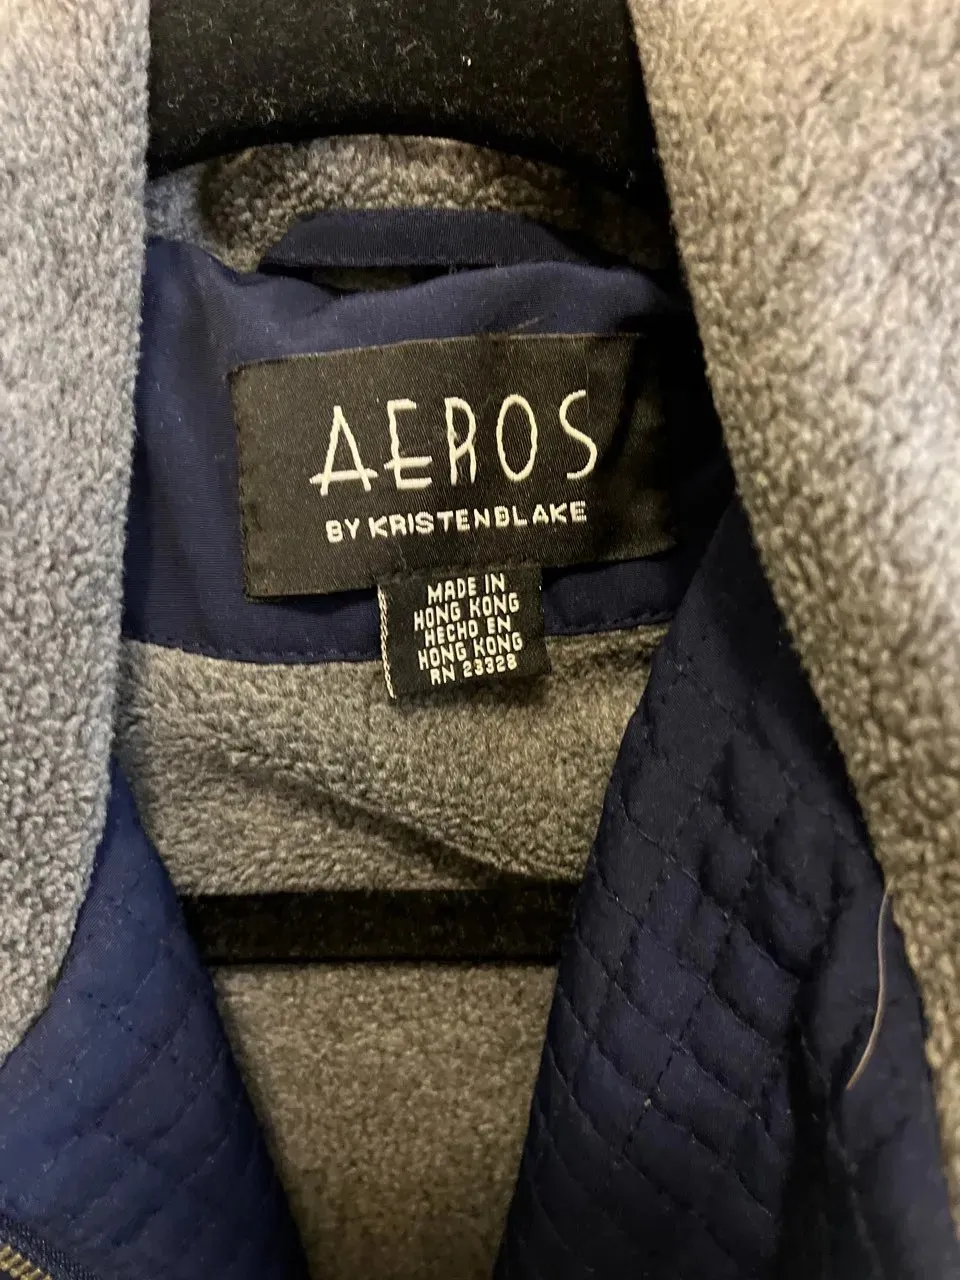 AEROS
BY KRISTENBLAKE
MADE IN
HONG KONG
HECHO EN
HONG KONG
RN 23328